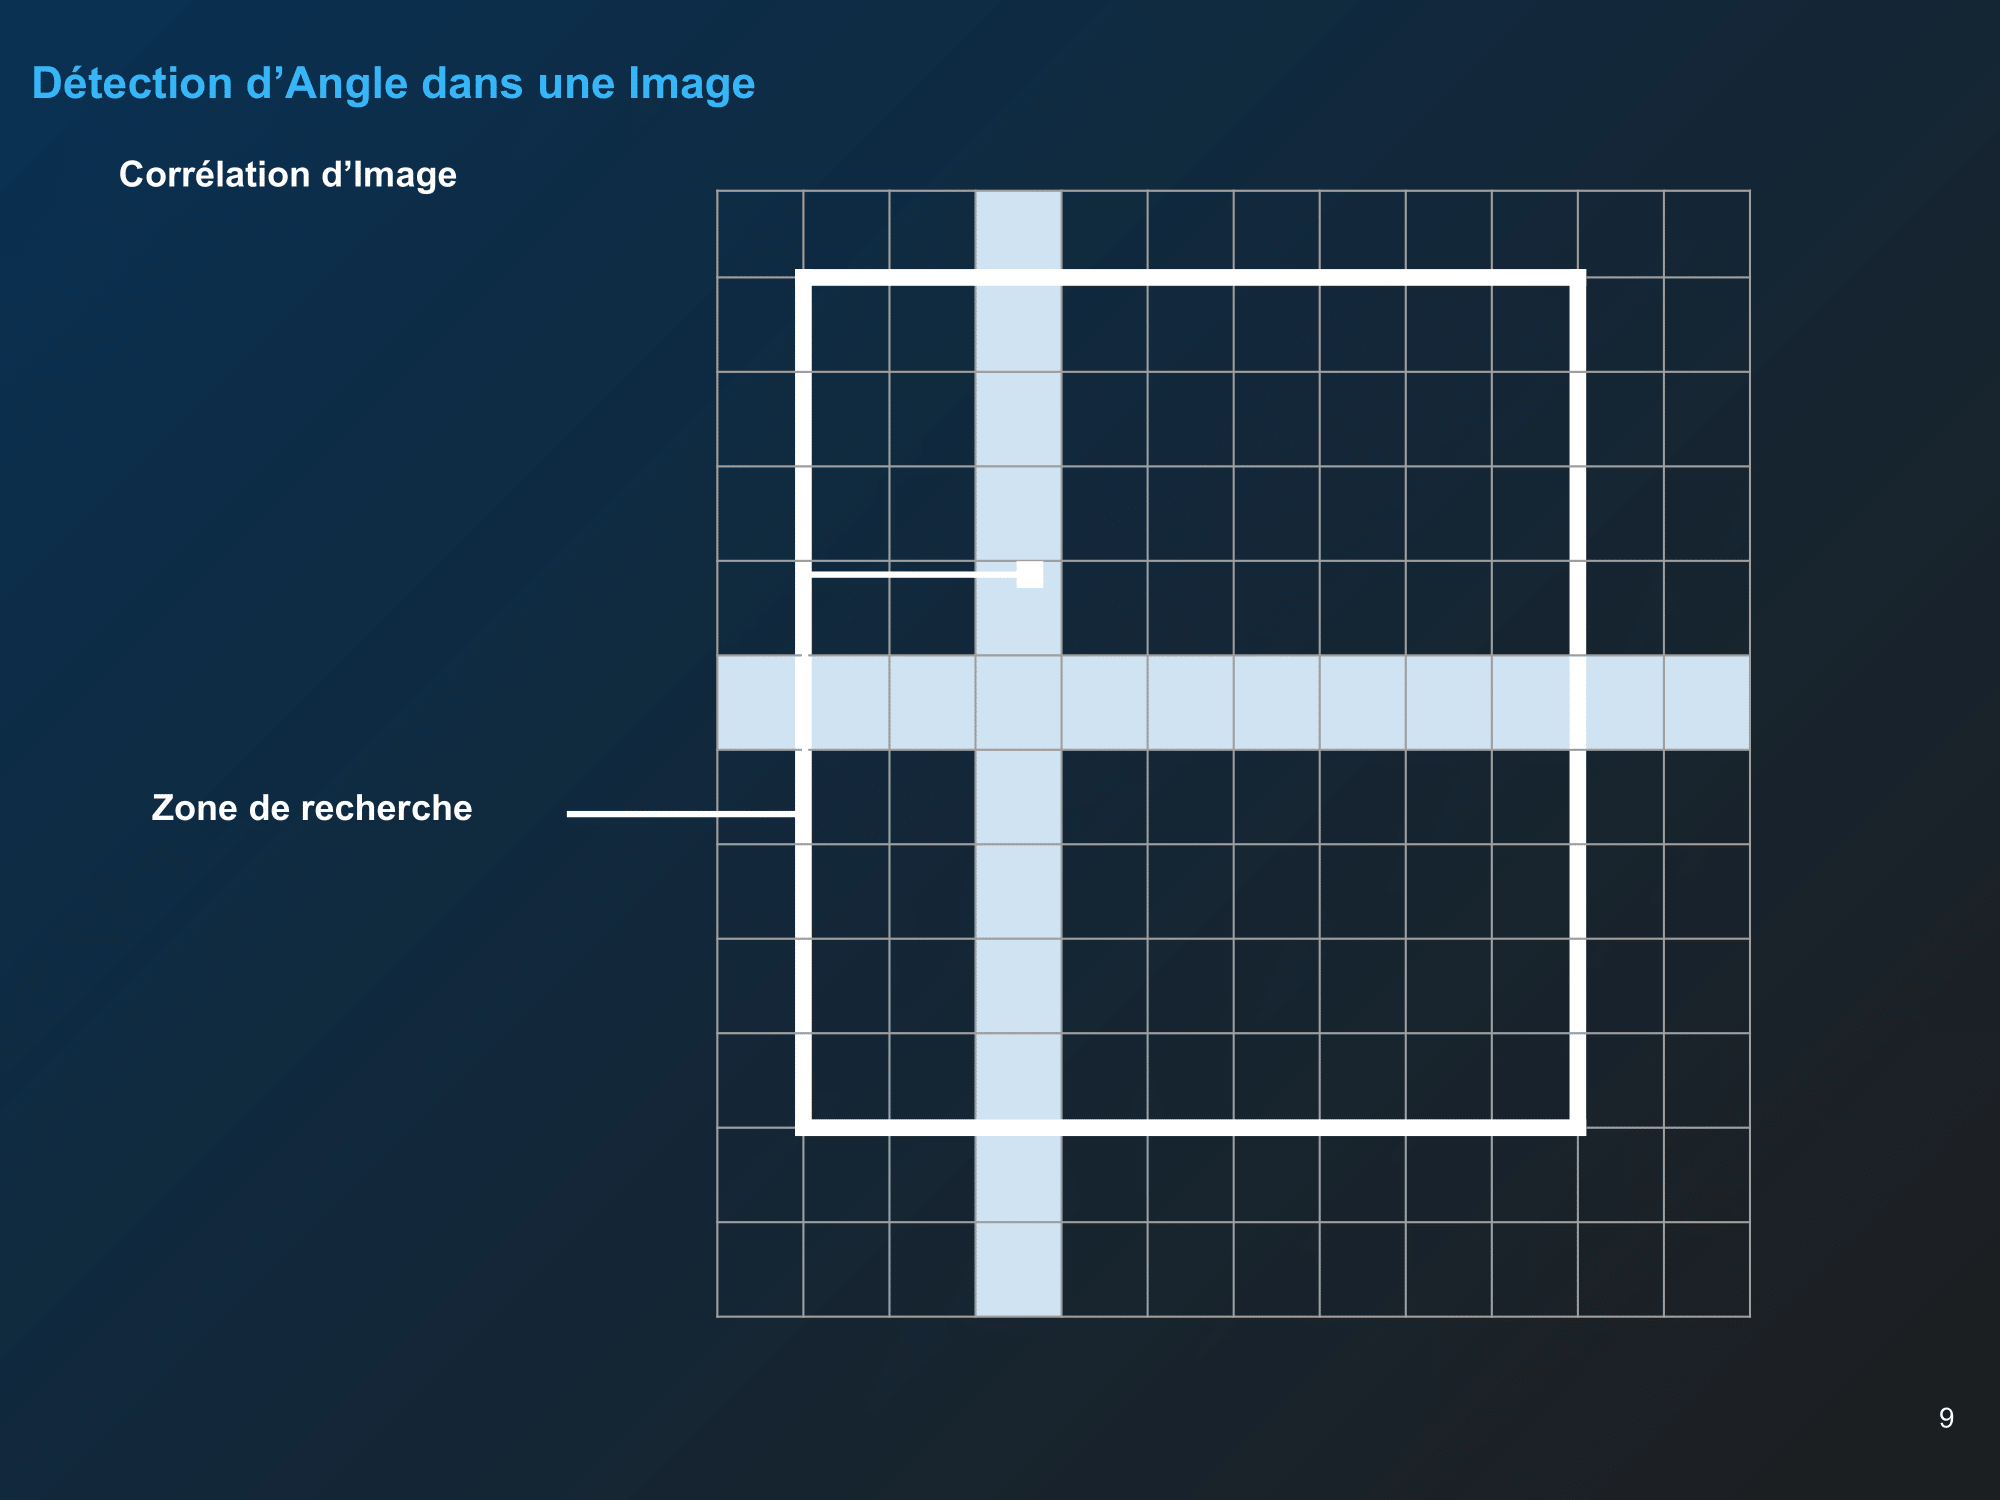 Détection d’Angle dans une Image
Corrélation d’Image
Zone de recherche
9